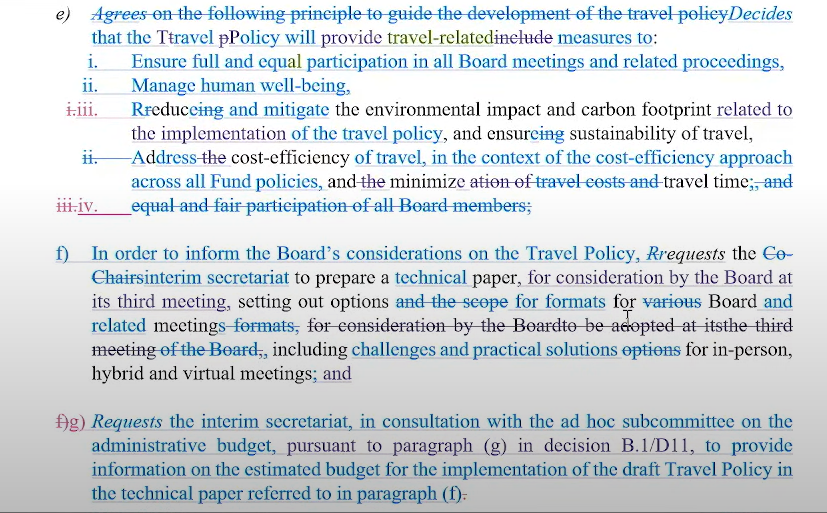 e) Agrees on the following principle to guide the development of the travel policyDecides
that the Ttravel pPolicy will provide travel-relatedinclude measures to:
i. Ensure full and equal participation in all Board meetings and related proceedings,
ii. Manage human well-being,
i.iii. Rreduceing and mitigate the environmental impact and carbon footprint related to
the implementation of the travel policy, and ensureing sustainability of travel,
ii. Address the cost-efficiency of travel, in the context of the cost-efficiency approach
across all Fund policies, and the minimize ation of travel costs and travel time;, and
iii.iv. equal and fair participation of all Board members;
f) In order to inform the Board's considerations on the Travel Policy, Rrequests the Co-
Chairsinterim secretariat to prepare a technical paper, for consideration by the Board at
its third meeting, setting out options and the scope for formats for various Board and
related meetings formats, for consideration by the Boardto be adopted at itsthe third
meeting of the Board,, including challenges and practical solutions options for in-person,
hybrid and virtual meetings; and
f)g) Requests the interim secretariat, in consultation with the ad hoc subcommittee on the
administrative budget, pursuant to paragraph (g) in decision B.1/D11, to provide
information on the estimated budget for the implementation of the draft Travel Policy in
the technical paper referred to in paragraph (f).